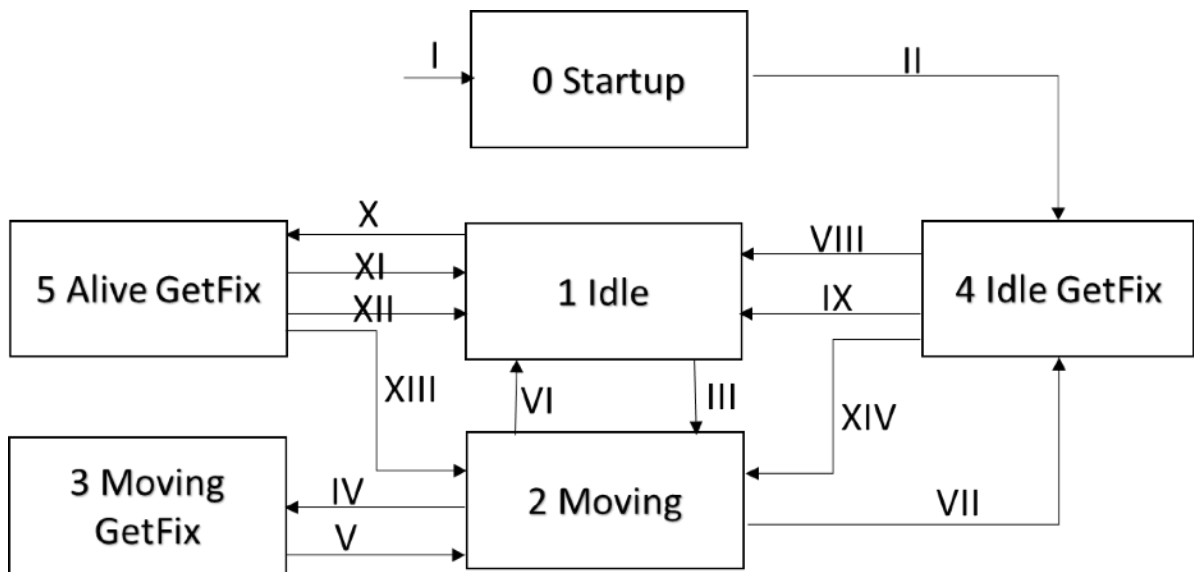 I
0 Startup
II
X
VIII
5 Alive GetFix
XI
1 Idle
4 Idle GetFix
XII
IX
XIII
VI
III
XIV
3 Moving
GetFix
IV
2 Moving
VII
V